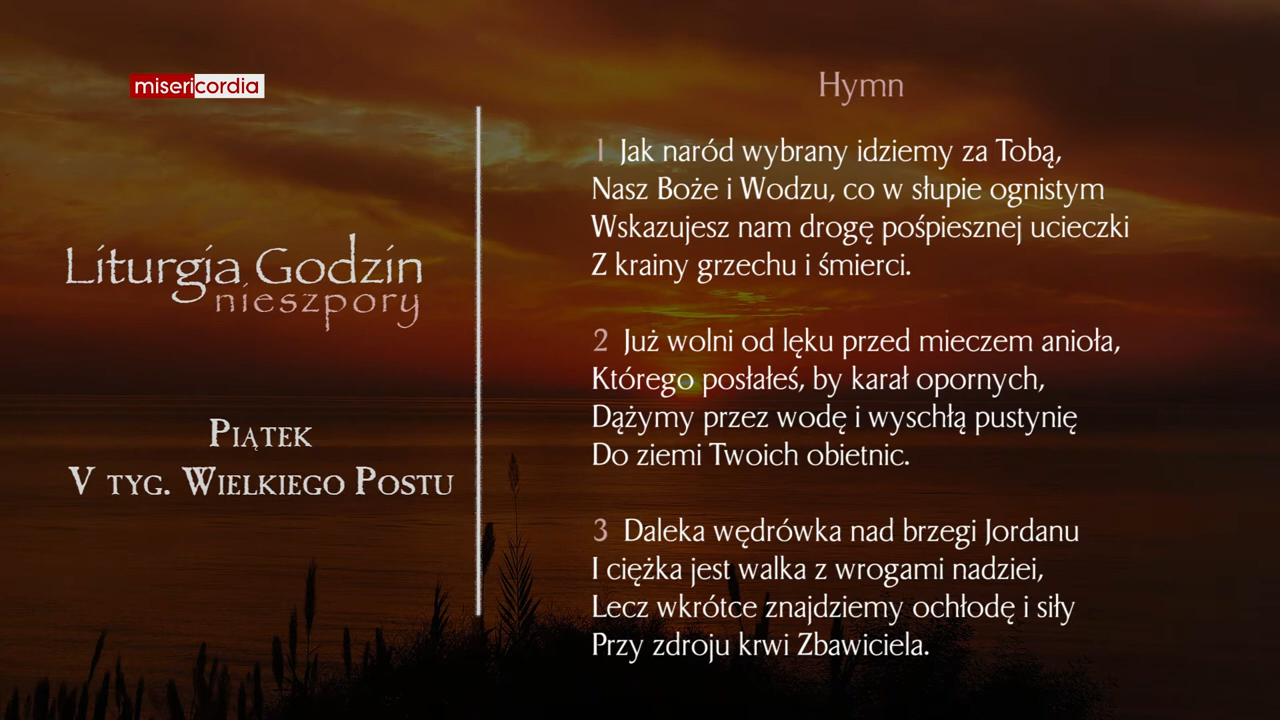 misericordia
Liturgia Godzin
nieszpory
Piątek
V tyg. Wielkiego Postu
Hymn
1 Jak naród wybrany idziemy za Tobą,
Nasz Boże i Wodzu, co w słupie ognistym
Wskazujesz nam drogę pośpiesznej ucieczki
Z krainy grzechu i śmierci.
2 Już wolni od lęku przed mieczem anioła,
Którego posłałeś, by karał opornych,
Dążymy przez wodę i wyschłą pustynię
Do ziemi Twoich obietnic.
3 Daleka wędrówka nad brzegi Jordanu
I ciężka jest walka z wrogami nadziei,
Lecz wkrótce znajdziemy ochłodę i siły
Przy zdroju krwi Zbawiciela.